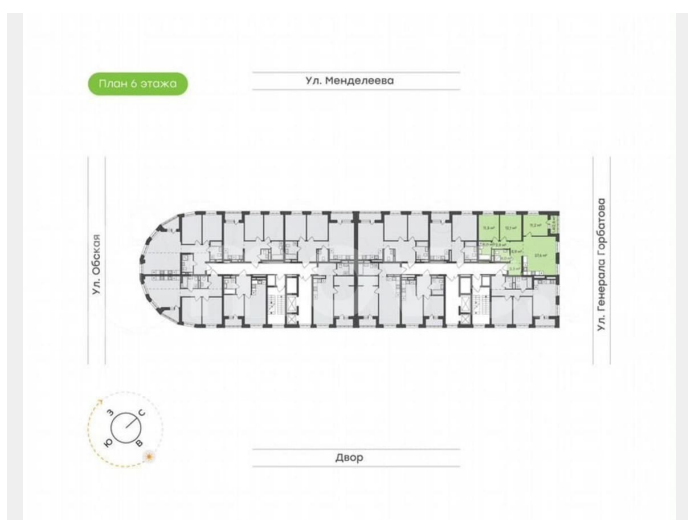 План 6 этажа
Ул. Менделеева
Ул. Обская
Ул. Генерала Горбатова
З
С
Ю
В
Двор